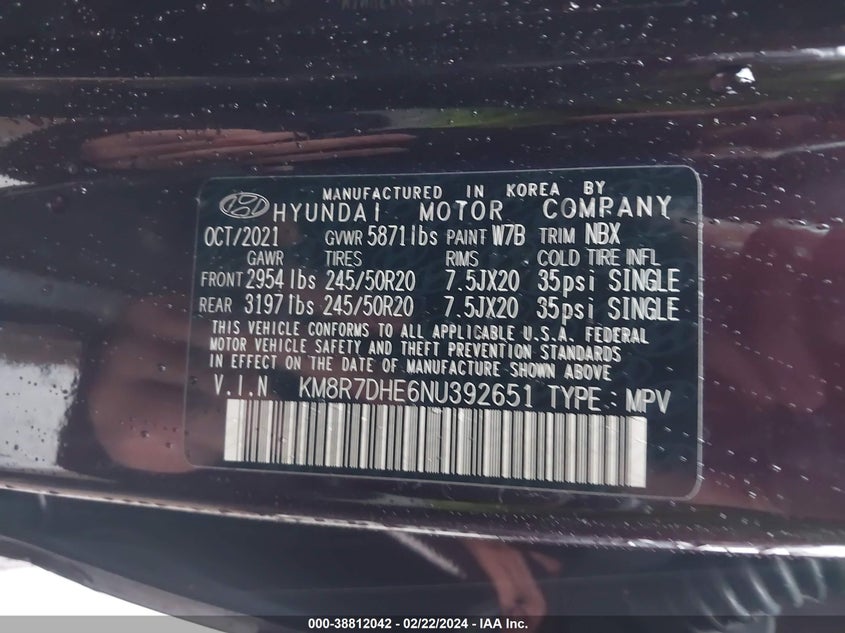 MANUFACTURED IN KOREA BY
HYUNDAI MOTOR COMPANY
OCT/2021 GVWR 5871lbs PAINT W7B TRIM NBX
GAWR TIRES RIMS COLD TIRE INFL
FRONT 2954lbs 245/50R20 7.5JX20 35psi SINGLE
REAR 3197lbs 245/50R20 7.5JX20 35psi SINGLE
THIS VEHICLE CONFORMS TO ALL APPLICABLE U.S.A. FEDERAL
MOTOR VEHICLE SAFETY AND THEFT PREVENTION STANDARDS
IN EFFECT ON THE DATE OF MANUFACTURE SHOWN ABOVE
V.I.N KM8R7DHE6NU392651 TYPE : MPV
000-38812042 - 02/22/2024 - IAA Inc.